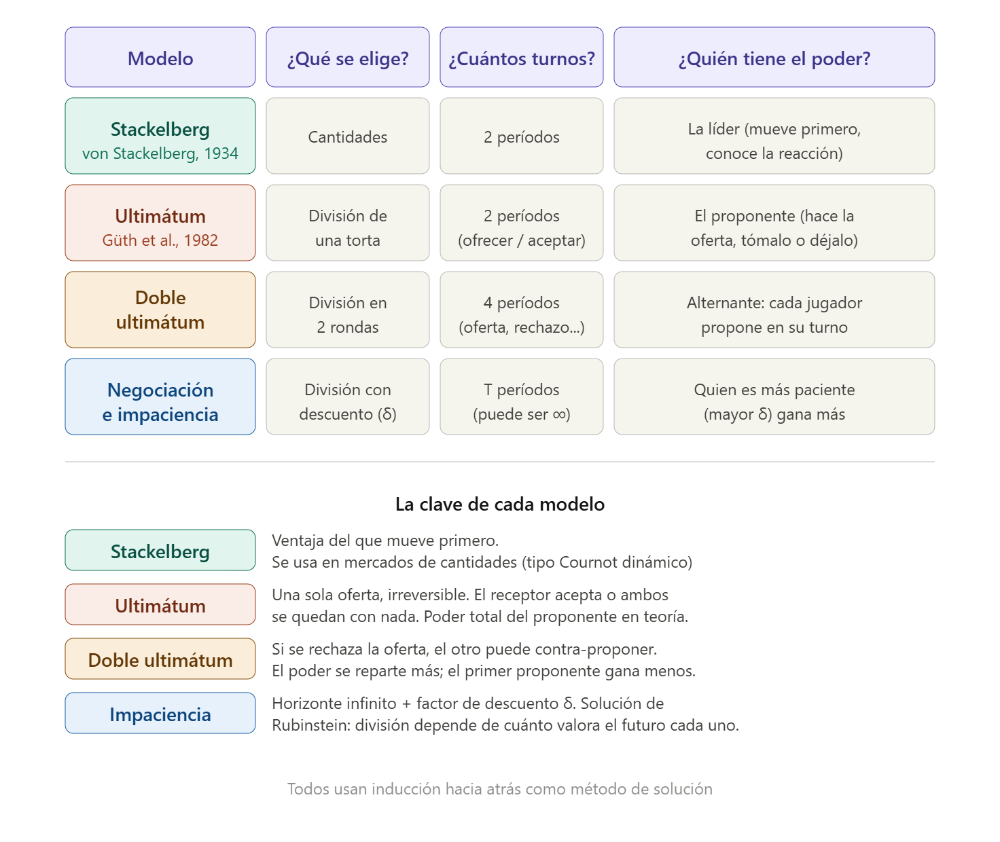 Modelo
¿Qué se elige?
¿Cuántos turnos?
¿Quién tiene el poder?
Stackelberg
von Stackelberg, 1934
Cantidades
2 períodos
La líder (mueve primero,
conoce la reacción)
Ultimátum
Güth et al., 1982
División de
una torta
2 períodos
(ofrecer / aceptar)
El proponente (hace la
oferta, tómalo o déjalo)
Doble
ultimátum
División en
2 rondas
4 períodos
(oferta, rechazo...)
Alternante: cada jugador
propone en su turno
Negociación
e impaciencia
División con
descuento (δ)
T períodos
(puede ser ∞)
Quien es más paciente
(mayor δ) gana más
La clave de cada modelo
Stackelberg
Ventaja del que mueve primero.
Se usa en mercados de cantidades (tipo Cournot dinámico)
Ultimátum
Una sola oferta, irreversible. El receptor acepta o ambos
se quedan con nada. Poder total del proponente en teoría.
Doble ultimátum
Si se rechaza la oferta, el otro puede contra-proponer.
El poder se reparte más; el primer proponente gana menos.
Impaciencia
Horizonte infinito + factor de descuento δ. Solución de
Rubinstein: división depende de cuánto valora el futuro cada uno.
Todos usan inducción hacia atrás como método de solución